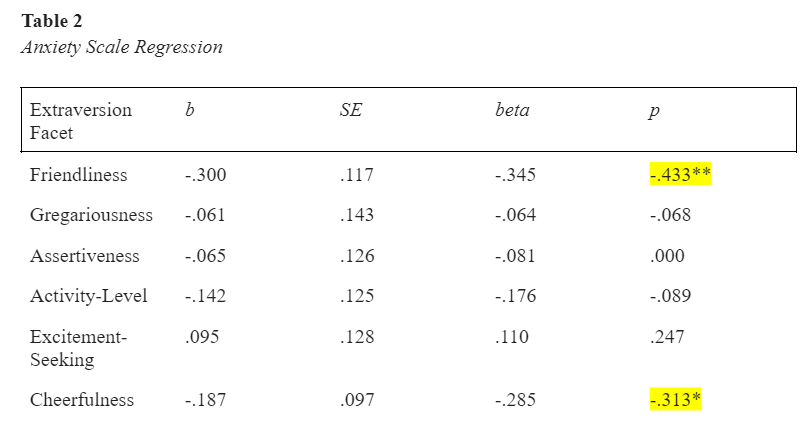 Table 2
Anxiety Scale Regression
Extraversion Facet b SE beta p
Friendliness -.300 .117 -.345 -.433**
Gregariousness -.061 .143 -.064 -.068
Assertiveness -.065 .126 -.081 .000
Activity-Level -.142 .125 -.176 -.089
Excitement-Seeking .095 .128 .110 .247
Cheerfulness -.187 .097 -.285 -.313*